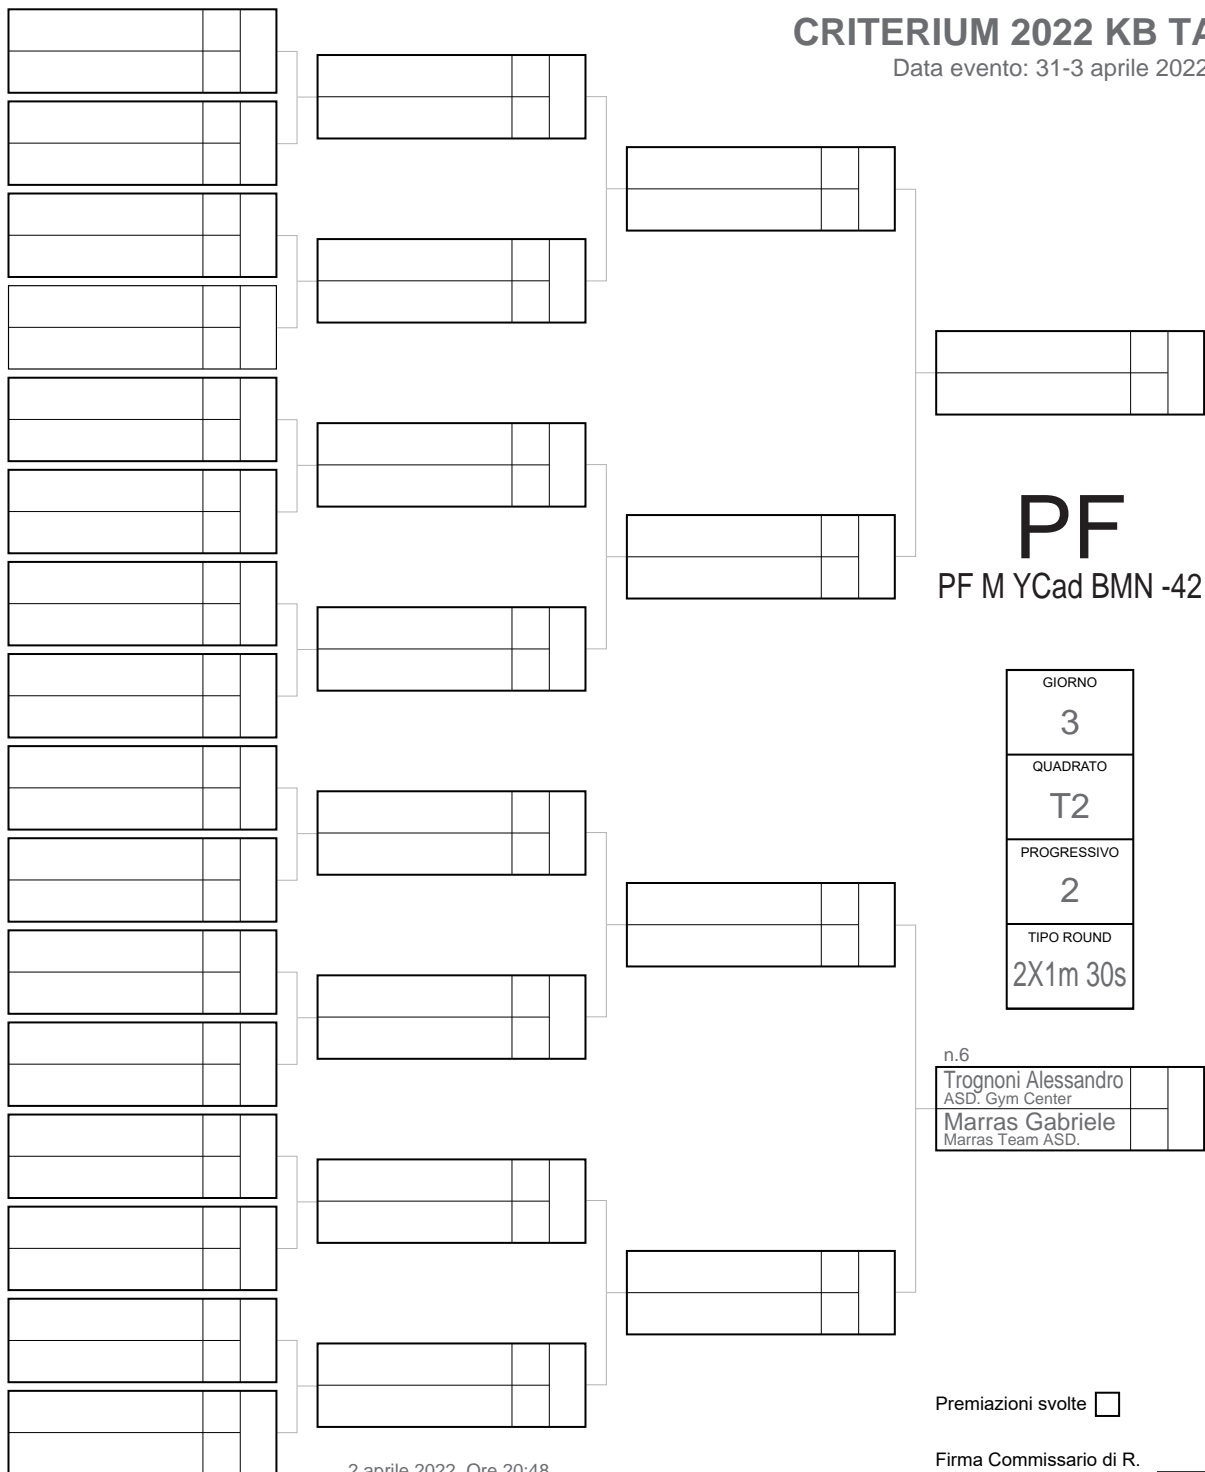 CRITERIUM 2022 KB TA
Data evento: 31-3 aprile 2022
PF
PF M YCad BMN -42
GIORNO
3
QUADRATO
T2
PROGRESSIVO
2
TIPO ROUND
2X1m 30s
n.6
Trognoni Alessandro
ASD. Gym Center
Marras Gabriele
Marras Team ASD.
Premiazioni svolte
Firma Commissario di R.
2 aprile 2022 Ore 20:48